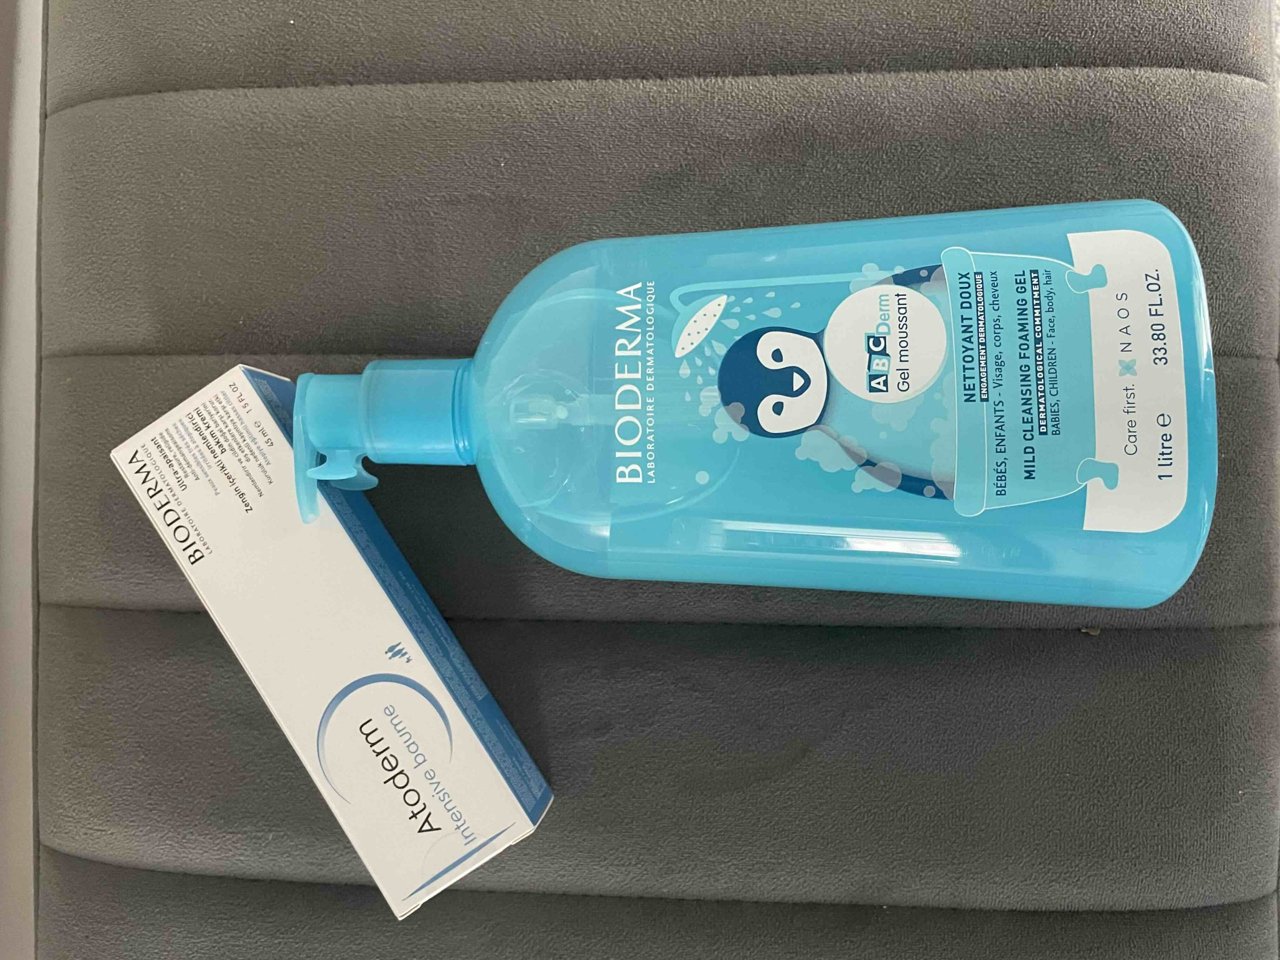 BIODERMA
LABORATOIRE DERMATOLOGIQUE
ABCDerm
Gel moussant
NETTOYANT DOUX
ENGAGEMENT DERMATOLOGIQUE
BÉBÉS, ENFANTS - Visage, corps, cheveux
MILD CLEANSING FOAMING GEL
DERMATOLOGICAL COMMITMENT
BABIES, CHILDREN - Face, body, hair
Care first. NAOS
1 litre e 33.80 FL.OZ.
BIODERMA
LABORATOIRE DERMATOLOGIQUE
Ultra-apaisant
Zengin içerikli bakım kremi
45 ml e 1.5 FL. OZ
Atoderm
Intensive baume